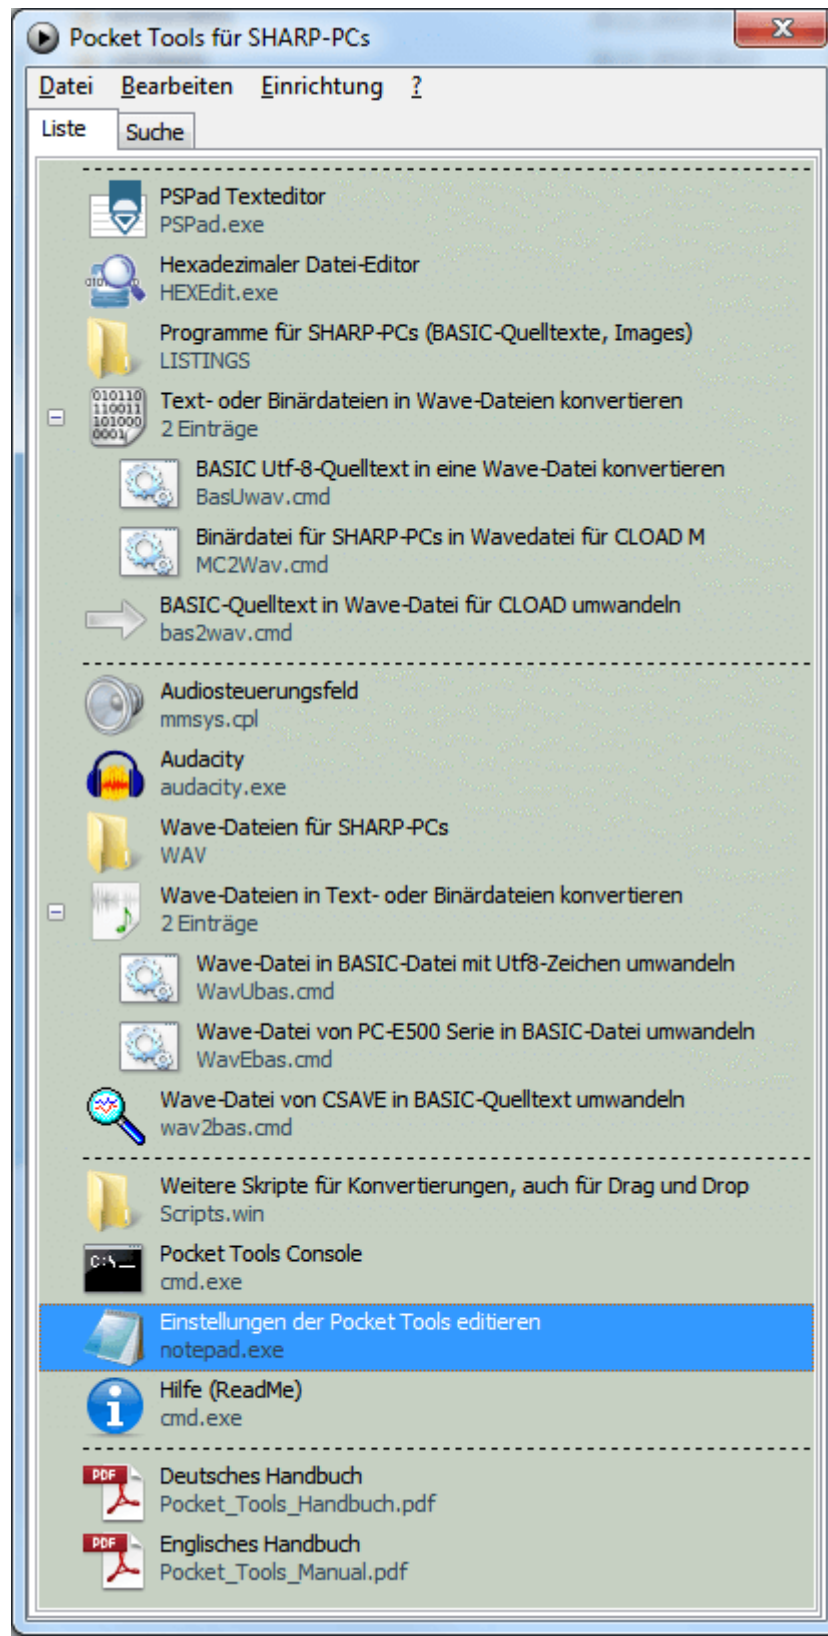 Pocket Tools für SHARP-PCs
Datei Bearbeiten Einrichtung ?
Liste Suche
PSPad Texteditor
PSPad.exe
Hexadezimaler Datei-Editor
HEXEdit.exe
Programme für SHARP-PCs (BASIC-Quelltexte, Images)
LISTINGS
Text- oder Binärdateien in Wave-Dateien konvertieren
2 Einträge
BASIC Utf-8-Quelltext in eine Wave-Datei konvertieren
BasUwav.cmd
Binärdatei für SHARP-PCs in Wavedatei für CLOAD M
MC2Wav.cmd
BASIC-Quelltext in Wave-Datei für CLOAD umwandeln
bas2wav.cmd
Audiosteuerungsfeld
mmsys.cpl
Audacity
audacity.exe
Wave-Dateien für SHARP-PCs
WAV
Wave-Dateien in Text- oder Binärdateien konvertieren
2 Einträge
Wave-Datei in BASIC-Datei mit Utf8-Zeichen umwandeln
WavUbas.cmd
Wave-Datei von PC-E500 Serie in BASIC-Datei umwandeln
WavEbas.cmd
Wave-Datei von CSAVE in BASIC-Quelltext umwandeln
wav2bas.cmd
Weitere Skripte für Konvertierungen, auch für Drag und Drop
Scripts.win
Pocket Tools Console
cmd.exe
Einstellungen der Pocket Tools editieren
notepad.exe
Hilfe (ReadMe)
cmd.exe
PDF Deutsches Handbuch
Pocket_Tools_Handbuch.pdf
PDF Englisches Handbuch
Pocket_Tools_Manual.pdf